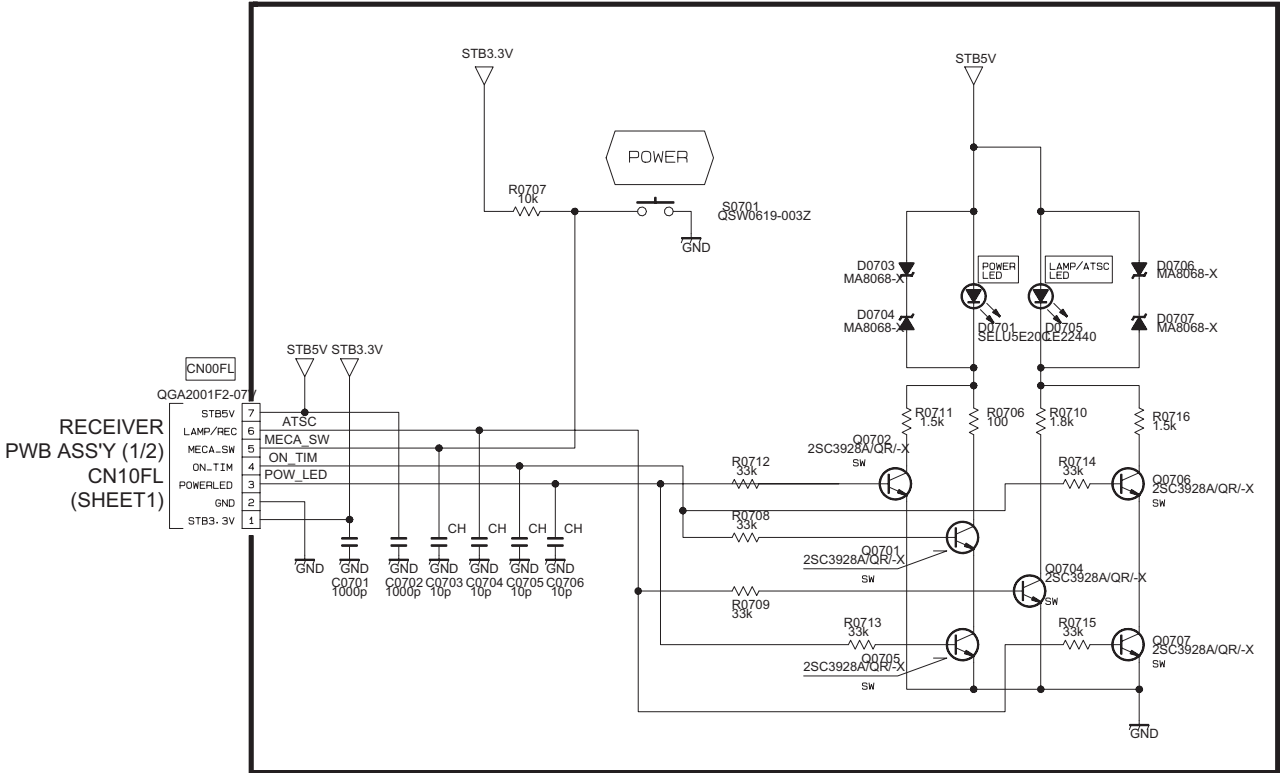 STB3.3V
STB5V
POWER
R0707
10k
S0701
QSW0619-003Z
GND
D0703
MA8068-X
D0704
MA8068-X
POWER
LED
LAMP/ATSC
LED
D0706
MA8068-X
D0707
MA8068-X
D0701
SELU5E20C
D0705
LE22440
STB5V STB3.3V
CN00FL
QGA2001F2-07V
RECEIVER
PWB ASS'Y (1/2)
CN10FL
(SHEET1)
STB5V 7
LAMP/REC 6 ATSC
MECA_SW 5 MECA_SW
ON_TIM 4 ON_TIM
POWERLED 3 POW_LED
GND 2
STB3.3V 1
CH CH CH CH
GND GND GND GND GND GND GND
C0701 C0702 C0703 C0704 C0705 C0706
1000p 1000p 10p 10p 10p 10p
R0711
1.5k
R0706
100
R0710
1.8k
R0716
1.5k
Q0702
2SC3928A/QR/-X
SW
R0712
33k
R0714
33k
Q0706
2SC3928A/QR/-X
SW
R0708
33k
Q0701
2SC3928A/QR/-X
SW
Q0704
2SC3928A/QR/-X
SW
R0709
33k
R0713
33k
R0715
33k
Q0705
2SC3928A/QR/-X
SW
Q0707
2SC3928A/QR/-X
SW
GND